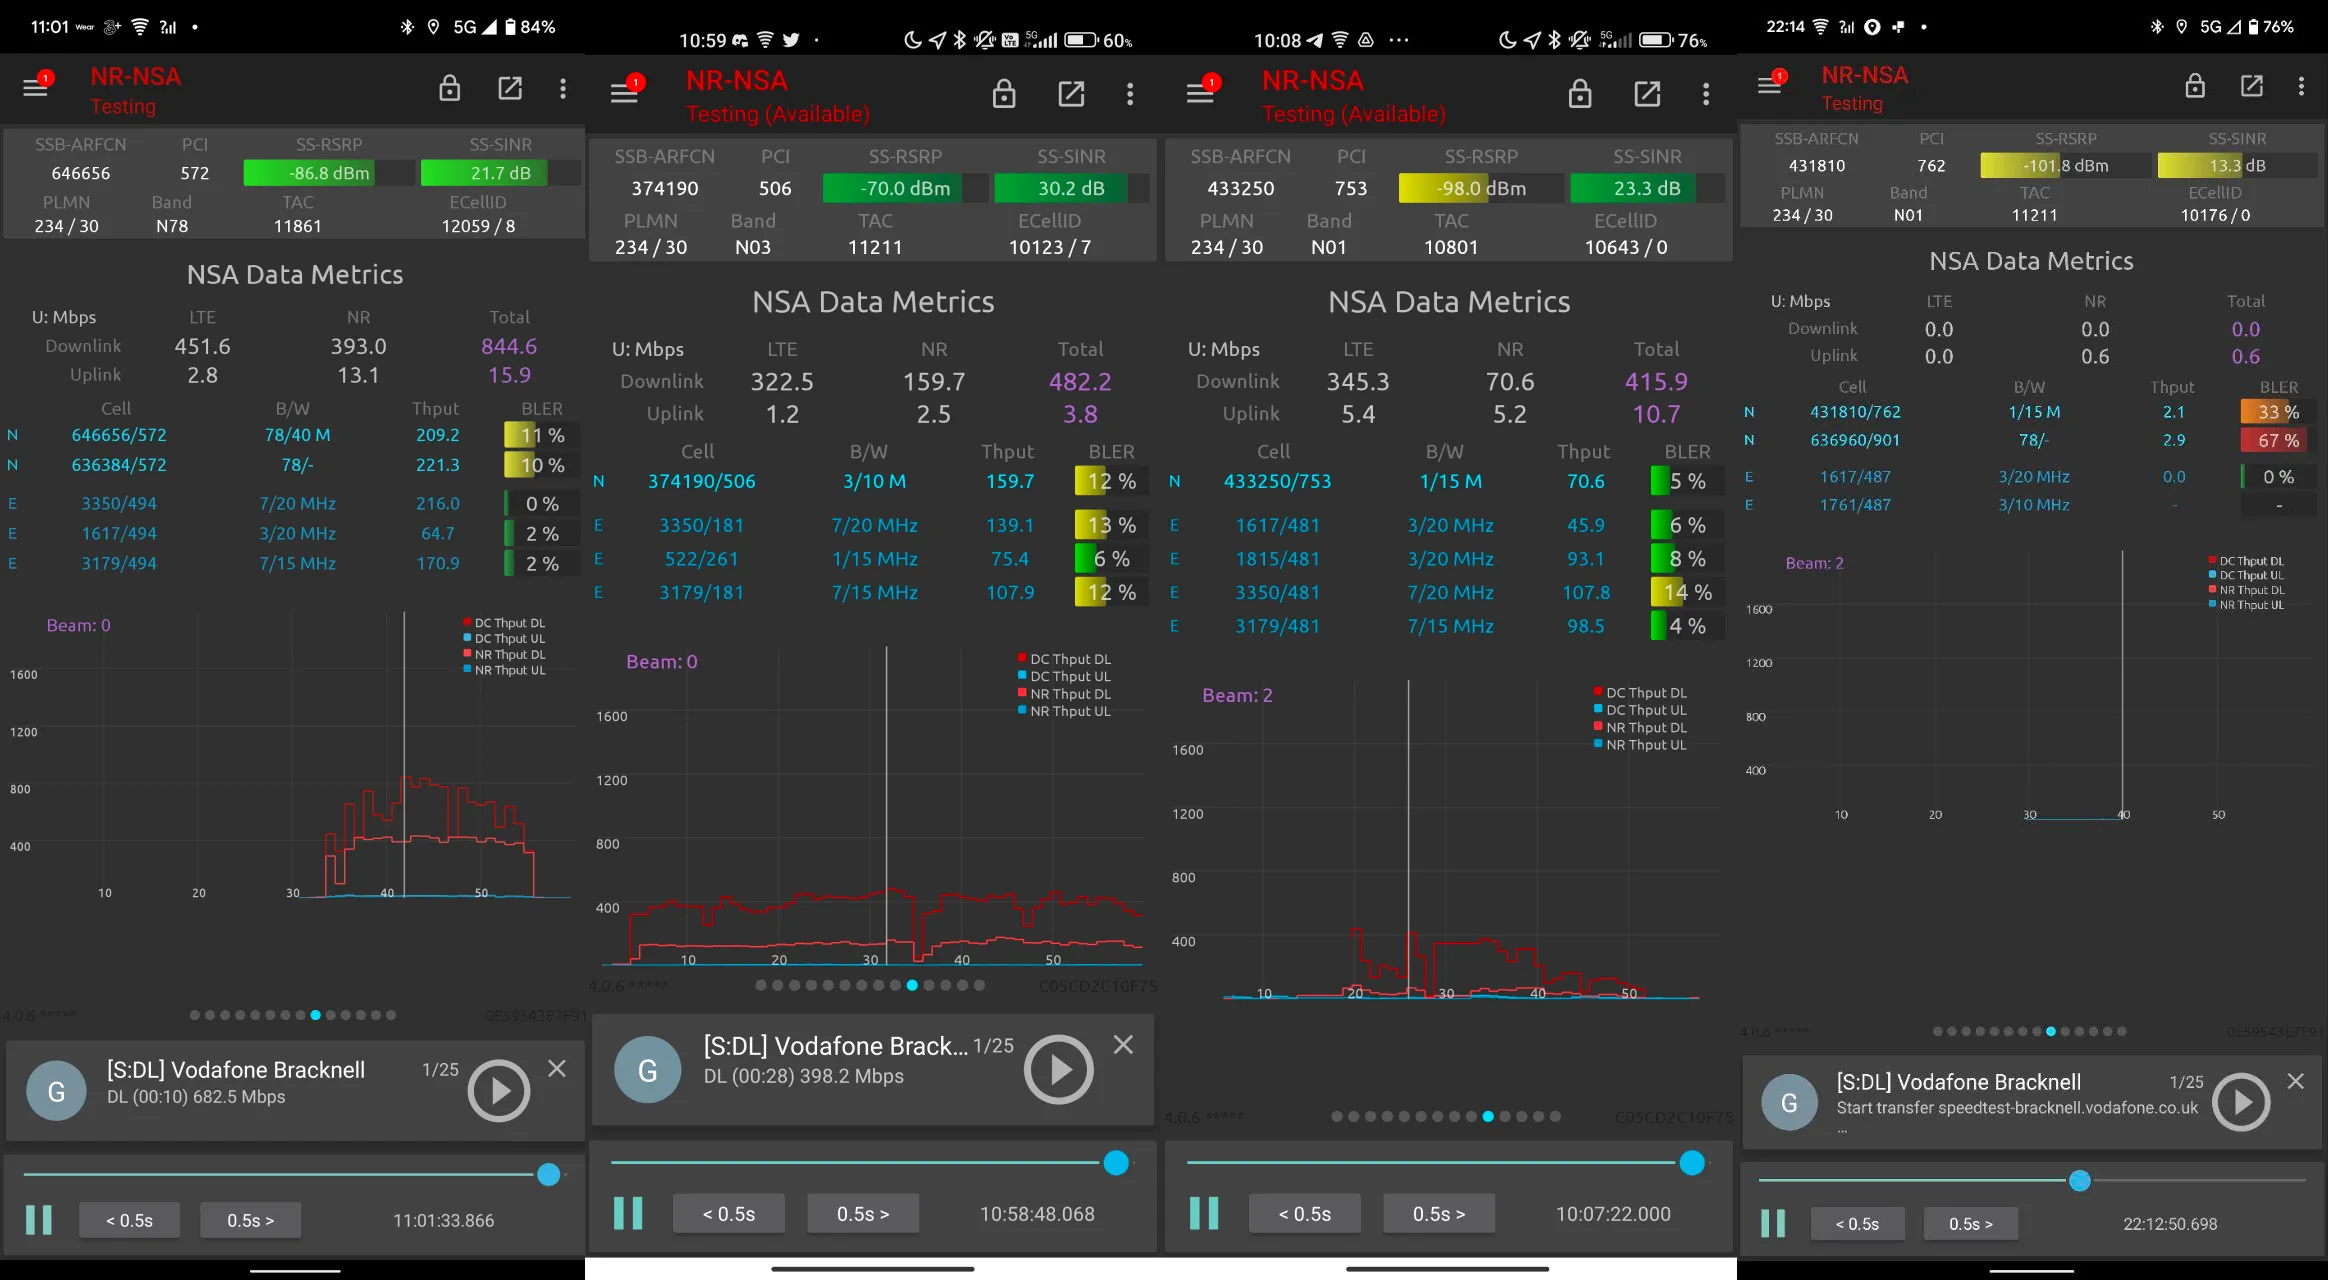 11:01 Wear 3+ 5G 84%
NR-NSA
Testing
1
SSB-ARFCN PCI SS-RSRP SS-SINR
646656 572 -86.8 dBm 21.7 dB
PLMN Band TAC ECellID
234 / 30 N78 11861 12059 / 8
NSA Data Metrics
U: Mbps LTE NR Total
Downlink 451.6 393.0 844.6
Uplink 2.8 13.1 15.9
Cell B/W Thput BLER
N 646656/572 78/40 M 209.2 11 %
N 636384/572 78/- 221.3 10 %
E 3350/494 7/20 MHz 216.0 0 %
E 1617/494 3/20 MHz 64.7 2 %
E 3179/494 7/15 MHz 170.9 2 %
Beam: 0
DC Thput DL
DC Thput UL
NR Thput DL
NR Thput UL
1600
1200
800
400
10 20 30 40 50
4.0.6 ***** 0E59543E7F91
G
[S:DL] Vodafone Bracknell 1/25
DL (00:10) 682.5 Mbps
< 0.5s 0.5s > 11:01:33.866
10:59 VoLTE 5G 60%
NR-NSA
Testing (Available)
1
SSB-ARFCN PCI SS-RSRP SS-SINR
374190 506 -70.0 dBm 30.2 dB
PLMN Band TAC ECellID
234 / 30 N03 11211 10123 / 7
NSA Data Metrics
U: Mbps LTE NR Total
Downlink 322.5 159.7 482.2
Uplink 1.2 2.5 3.8
Cell B/W Thput BLER
N 374190/506 3/10 M 159.7 12 %
E 3350/181 7/20 MHz 139.1 13 %
E 522/261 1/15 MHz 75.4 6 %
E 3179/181 7/15 MHz 107.9 12 %
Beam: 0
DC Thput DL
DC Thput UL
NR Thput DL
NR Thput UL
1600
1200
800
400
10 20 30 40 50
4.0.6 ***** C05CD2C10F75
G
[S:DL] Vodafone Brack... 1/25
DL (00:28) 398.2 Mbps
< 0.5s 0.5s > 10:58:48.068
10:08 ... 5G 76%
NR-NSA
Testing (Available)
1
SSB-ARFCN PCI SS-RSRP SS-SINR
433250 753 -98.0 dBm 23.3 dB
PLMN Band TAC ECellID
234 / 30 N01 10801 10643 / 0
NSA Data Metrics
U: Mbps LTE NR Total
Downlink 345.3 70.6 415.9
Uplink 5.4 5.2 10.7
Cell B/W Thput BLER
N 433250/753 1/15 M 70.6 5 %
E 1617/481 3/20 MHz 45.9 6 %
E 1815/481 3/20 MHz 93.1 8 %
E 3350/481 7/20 MHz 107.8 14 %
E 3179/481 7/15 MHz 98.5 4 %
Beam: 2
DC Thput DL
DC Thput UL
NR Thput DL
NR Thput UL
1600
1200
800
400
10 20 30 40 50
4.0.6 ***** C05CD2C10F75
< 0.5s 0.5s > 10:07:22.000
22:14 5G 76%
NR-NSA
Testing
1
SSB-ARFCN PCI SS-RSRP SS-SINR
431810 762 -101.8 dBm 13.3 dB
PLMN Band TAC ECellID
234 / 30 N01 11211 10176 / 0
NSA Data Metrics
U: Mbps LTE NR Total
Downlink 0.0 0.0 0.0
Uplink 0.0 0.6 0.6
Cell B/W Thput BLER
N 431810/762 1/15 M 2.1 33 %
N 636960/901 78/- 2.9 67 %
E 1617/487 3/20 MHz 0.0 0 %
E 1761/487 3/10 MHz - -
Beam: 2
DC Thput DL
DC Thput UL
NR Thput DL
NR Thput UL
1600
1200
800
400
10 20 30 40 50
4.0.6 ***** 0E59543E7F91
G
[S:DL] Vodafone Bracknell 1/25
Start transfer speedtest-bracknell.vodafone.co.uk
...
< 0.5s 0.5s > 22:12:50.698